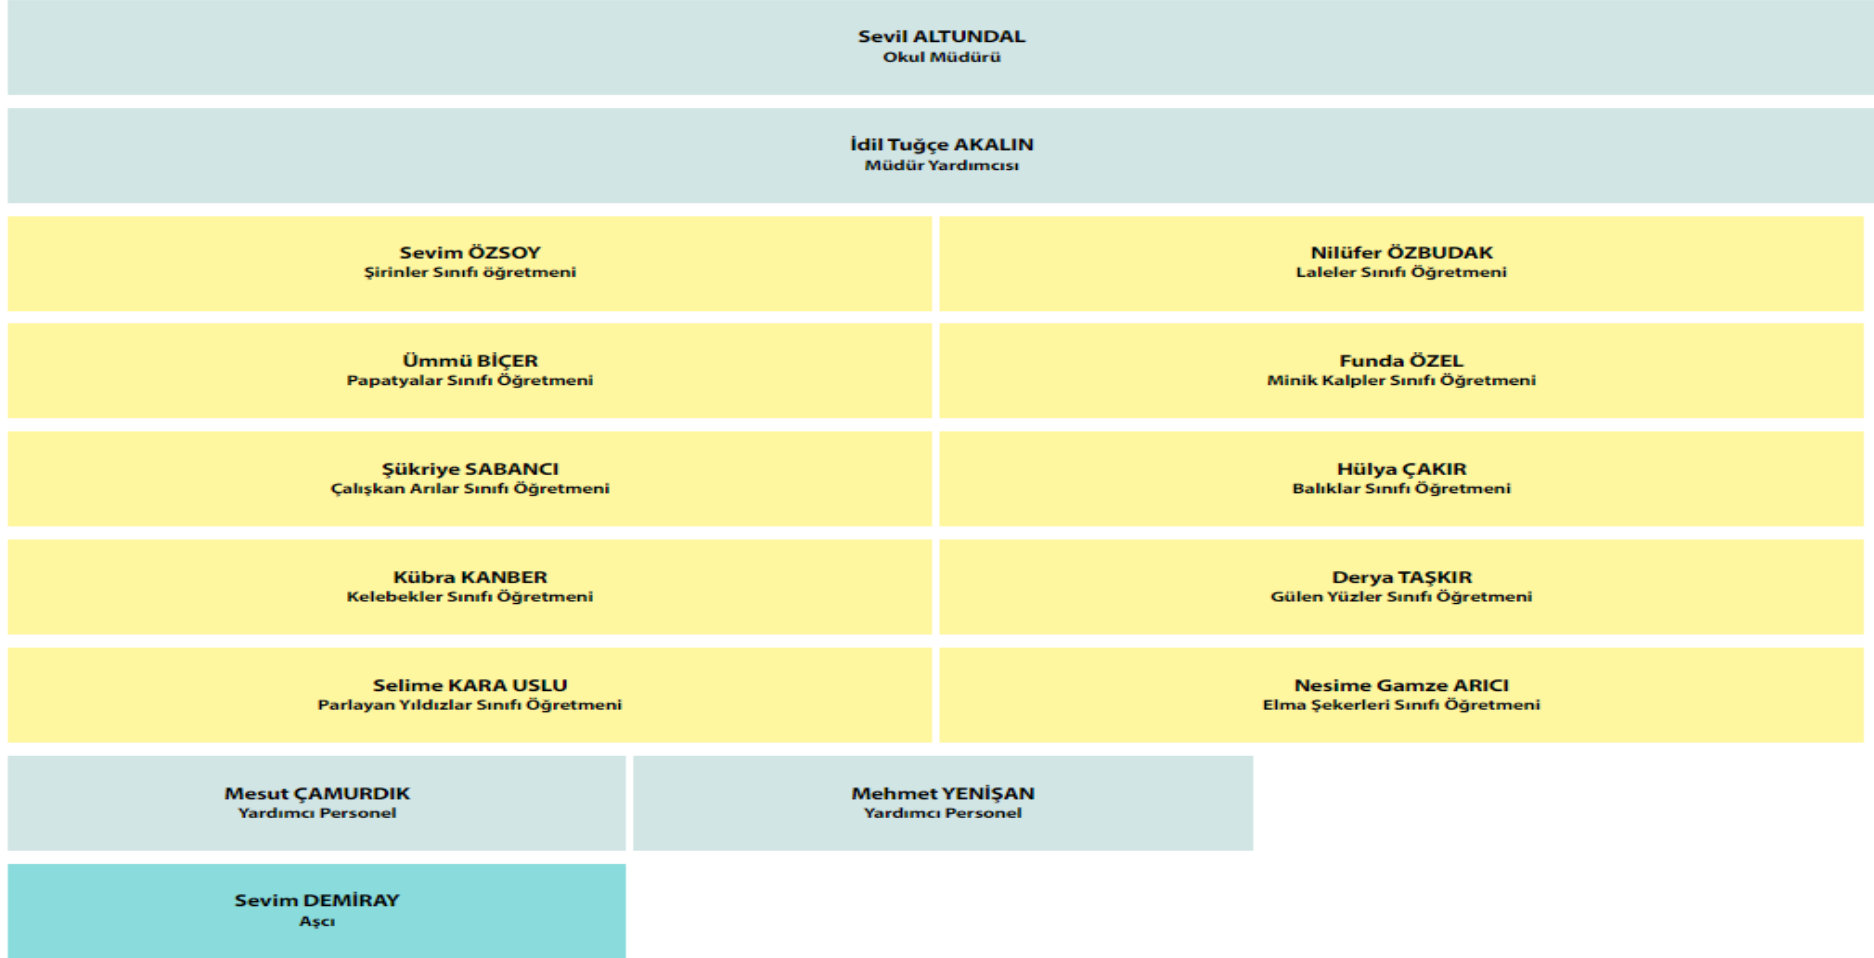 Sevil ALTUNDAL
Okul Müdürü
İdil Tuğçe AKALIN
Müdür Yardımcısı
Sevim ÖZSOY
Şirinler Sınıfı öğretmeni
Nilüfer ÖZBUDAK
Laleler Sınıfı Öğretmeni
Ümmü BİÇER
Papatyalar Sınıfı Öğretmeni
Funda ÖZEL
Minik Kalpler Sınıfı Öğretmeni
Şükriye SABANCI
Çalışkan Arılar Sınıfı Öğretmeni
Hülya ÇAKIR
Balıklar Sınıfı Öğretmeni
Kübra KANBER
Kelebekler Sınıfı Öğretmeni
Derya TAŞKIR
Gülen Yüzler Sınıfı Öğretmeni
Selime KARA USLU
Parlayan Yıldızlar Sınıfı Öğretmeni
Nesime Gamze ARICI
Elma Şekerleri Sınıfı Öğretmeni
Mesut ÇAMURDIK
Yardımcı Personel
Mehmet YENİŞAN
Yardımcı Personel
Sevim DEMİRAY
Aşcı